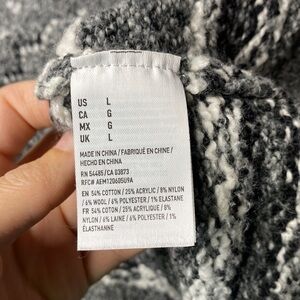 US L
CA G
MX G
UK L
MADE IN CHINA / FABRIQUÉ EN CHINE /
HECHO EN CHINA
RN 54485/CA 03873
RFC# AEM12060509A
EN 54% COTTON / 25% ACRYLIC / 8% NYLON
/ 6% WOOL / 6% POLYESTER / 1% ELASTANE
FR 54% COTON / 25% ACRYLIQUE / 8%
NYLON / 6% LAINE / 6% POLYESTER / 1%
ÉLASTHANNE